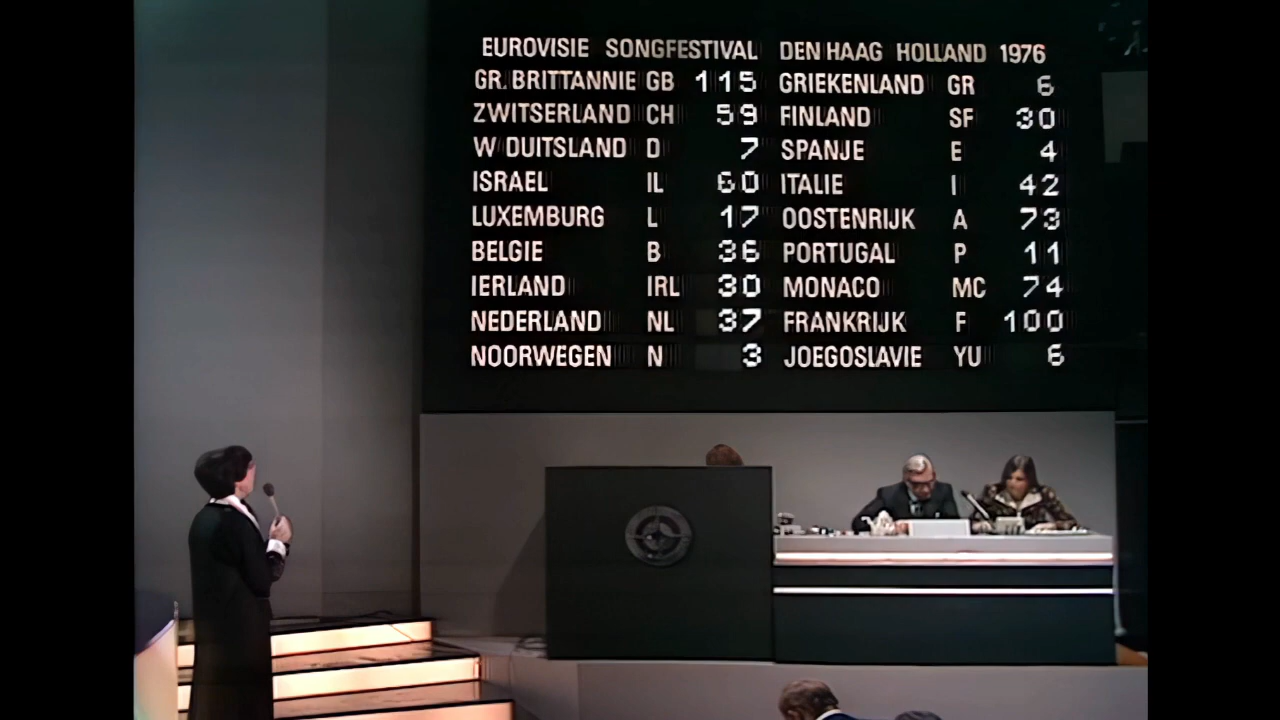 EUROVISIE SONGFESTIVAL DEN HAAG HOLLAND 1976
GR. BRITTANNIE GB 115 GRIEKENLAND GR 6
ZWITSERLAND CH 59 FINLAND SF 30
W DUITSLAND D 7 SPANJE E 4
ISRAEL IL 60 ITALIE I 42
LUXEMBURG L 17 OOSTENRIJK A 73
BELGIE B 36 PORTUGAL P 11
IERLAND IRL 30 MONACO MC 74
NEDERLAND NL 37 FRANKRIJK F 100
NOORWEGEN N 3 JOEGOSLAVIE YU 6